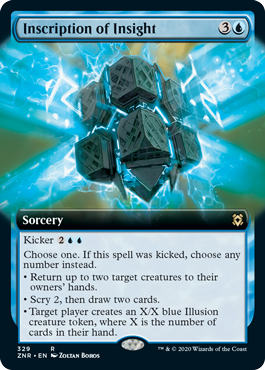 Inscription of Insight 3
Sorcery
Kicker 2
Choose one. If this spell was kicked, choose any
number instead.
• Return up to two target creatures to their
owners' hands.
• Scry 2, then draw two cards.
• Target player creates an X/X blue Illusion
creature token, where X is the number of
cards in their hand.
329 R
ZNR • EN Zoltan Boros
™ & © 2020 Wizards of the Coast